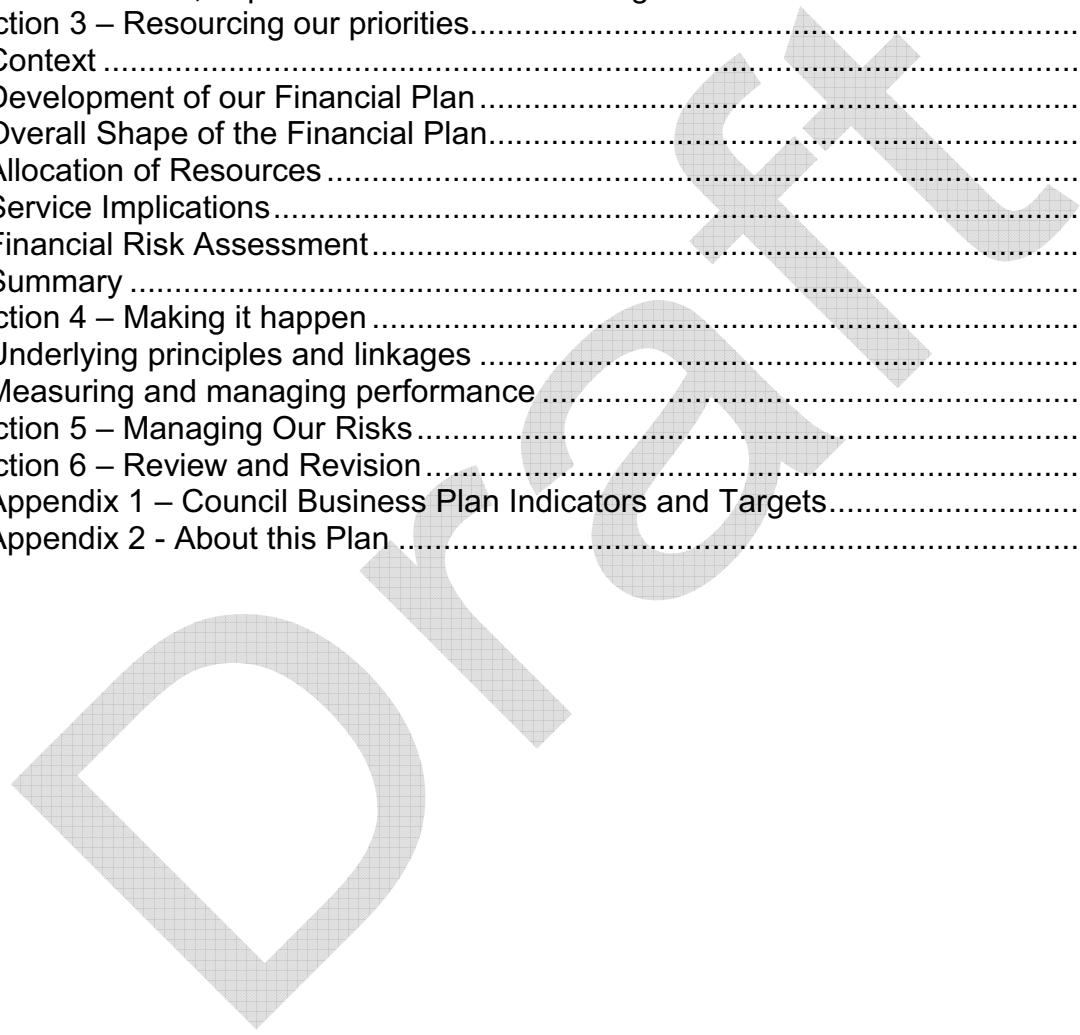 ction 3 – Resourcing our priorities....................................................................
Context ....................................................................................................
Development of our Financial Plan ................................................................
Overall Shape of the Financial Plan...............................................................
Allocation of Resources ..............................................................................
Service Implications...................................................................................
Financial Risk Assessment...........................................................................
Summary .................................................................................................
ction 4 – Making it happen ..........................................................................
Underlying principles and linkages ................................................................
Measuring and managing performance ..........................................................
ction 5 – Managing Our Risks ......................................................................
ction 6 – Review and Revision .....................................................................
Appendix 1 – Council Business Plan Indicators and Targets.............................
Appendix 2 - About this Plan .......................................................................
Draft